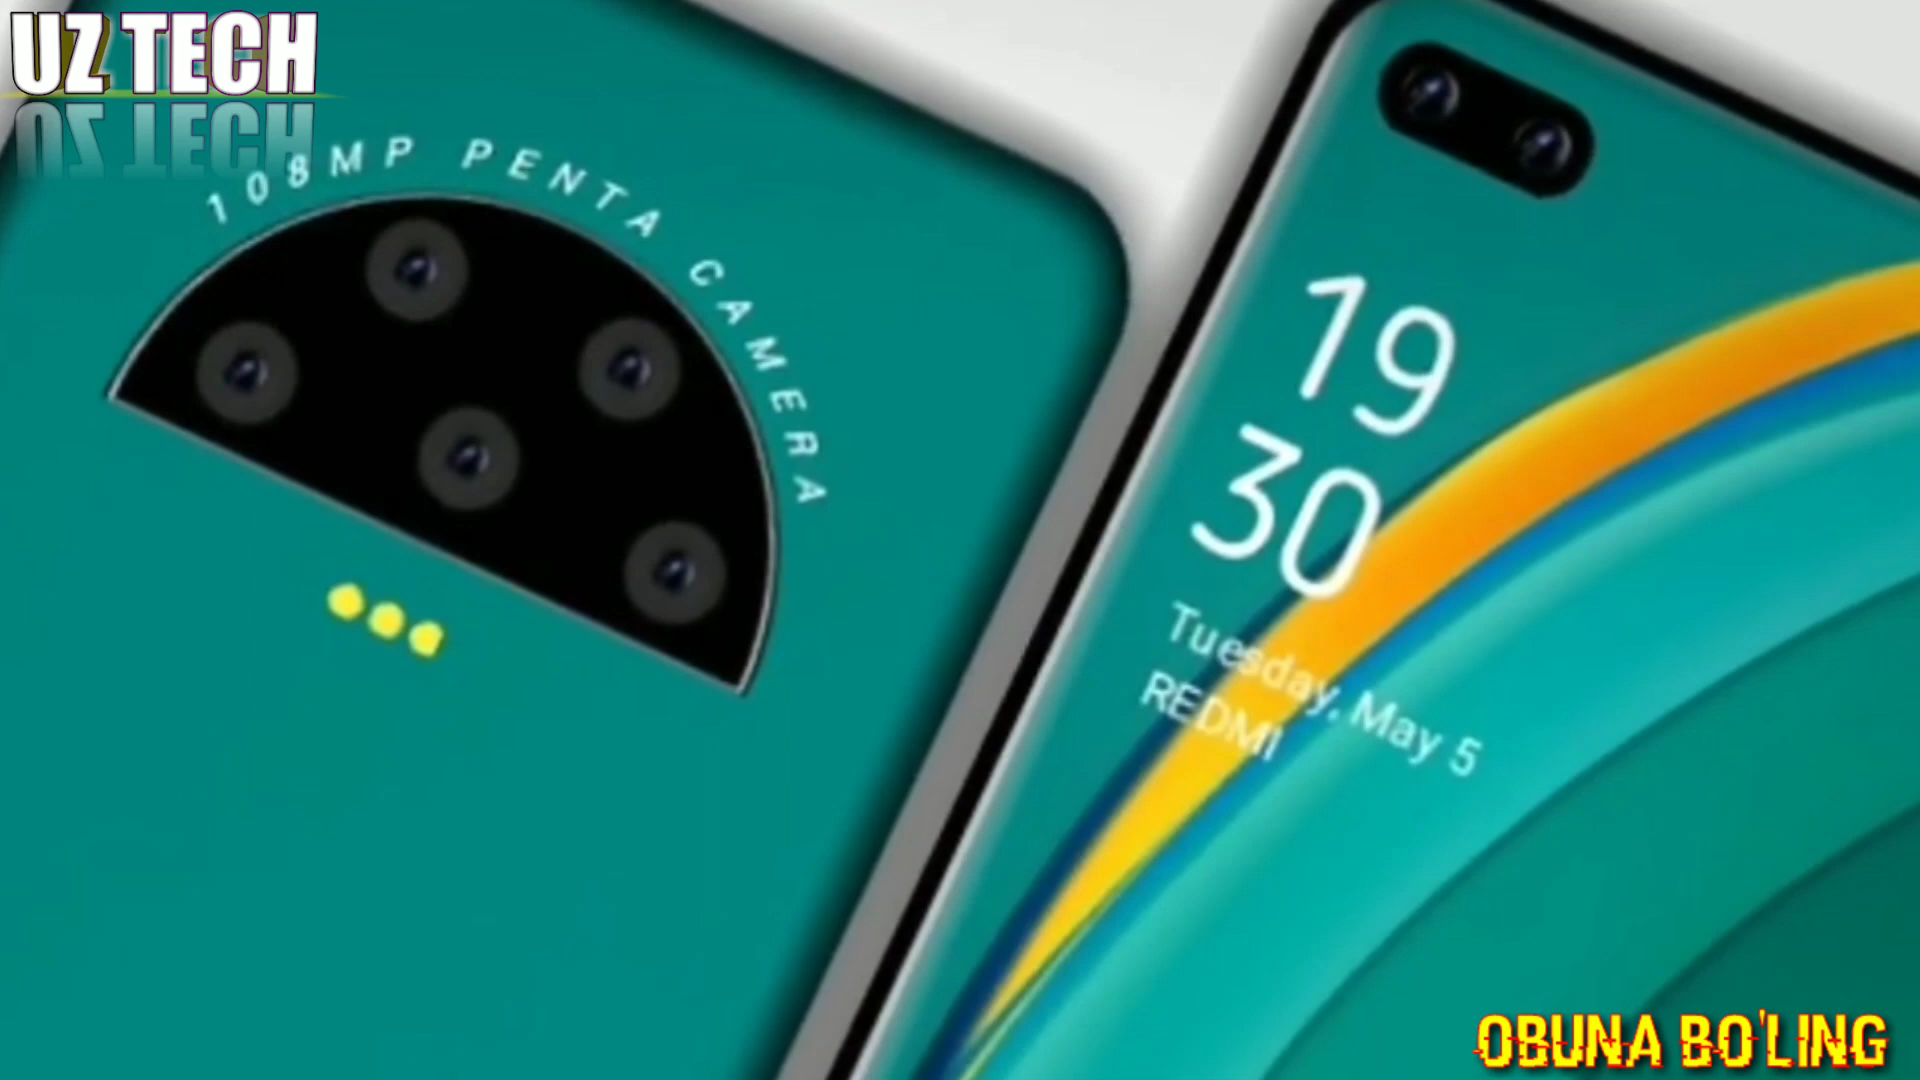 UZ TECH
108MP PENTA CAMERA
19
30
Tuesday, May 5
REDMI
OBUNA BO'LING